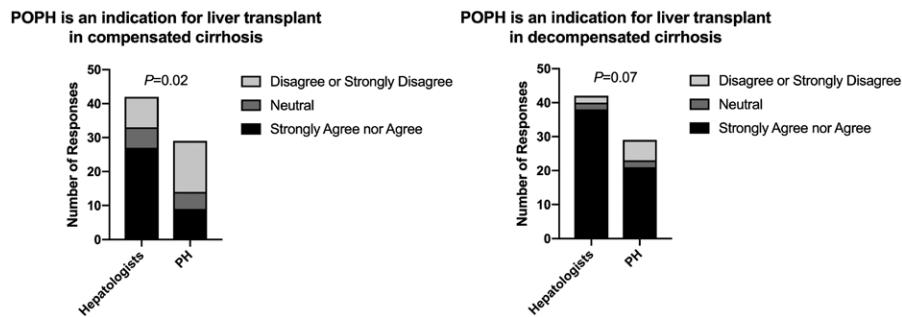 POPH is an indication for liver transplant
in compensated cirrhosis
P=0.02
50
40
30
20
10
0
Number of Responses
Hepatologists
PH
Disagree or Strongly Disagree
Neutral
Strongly Agree nor Agree
POPH is an indication for liver transplant
in decompensated cirrhosis
P=0.07
50
40
30
20
10
0
Number of Responses
Hepatologists
PH
Disagree or Strongly Disagree
Neutral
Strongly Agree nor Agree